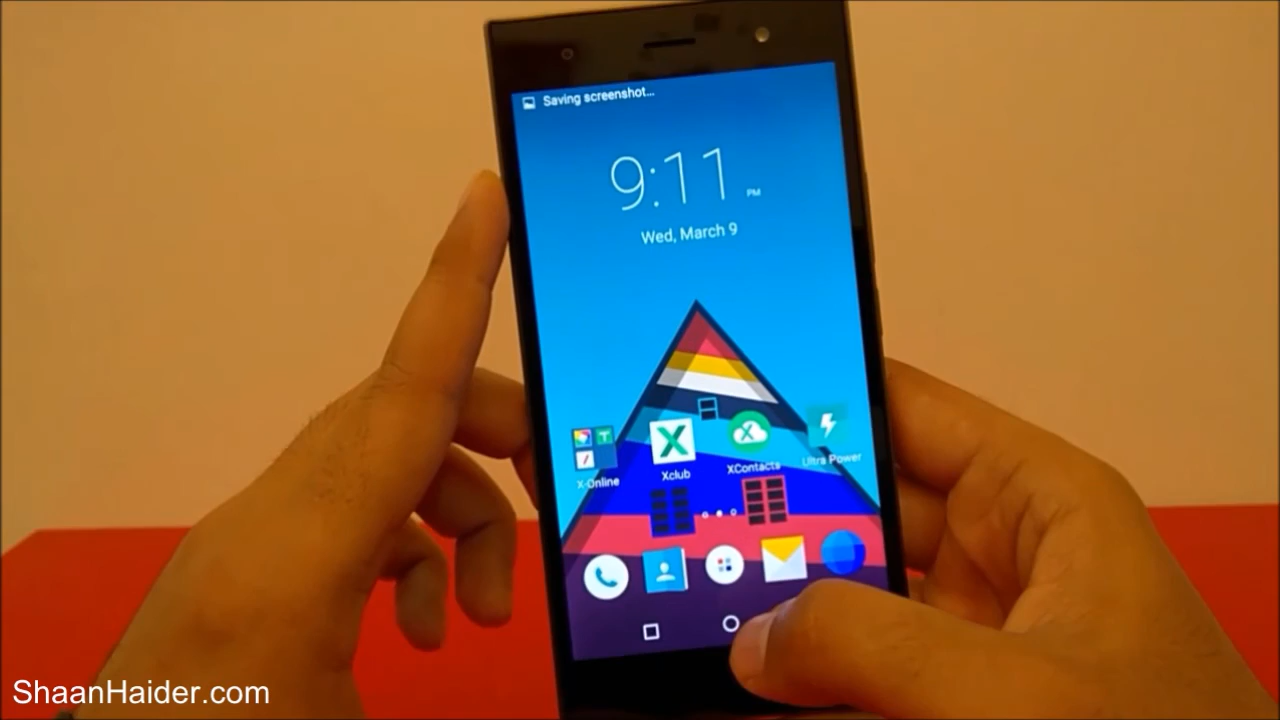 Saving screenshot...
9:11 PM
Wed, March 9
X-Online
Xclub
XContacts
Ultra Power
ShaanHaider.com